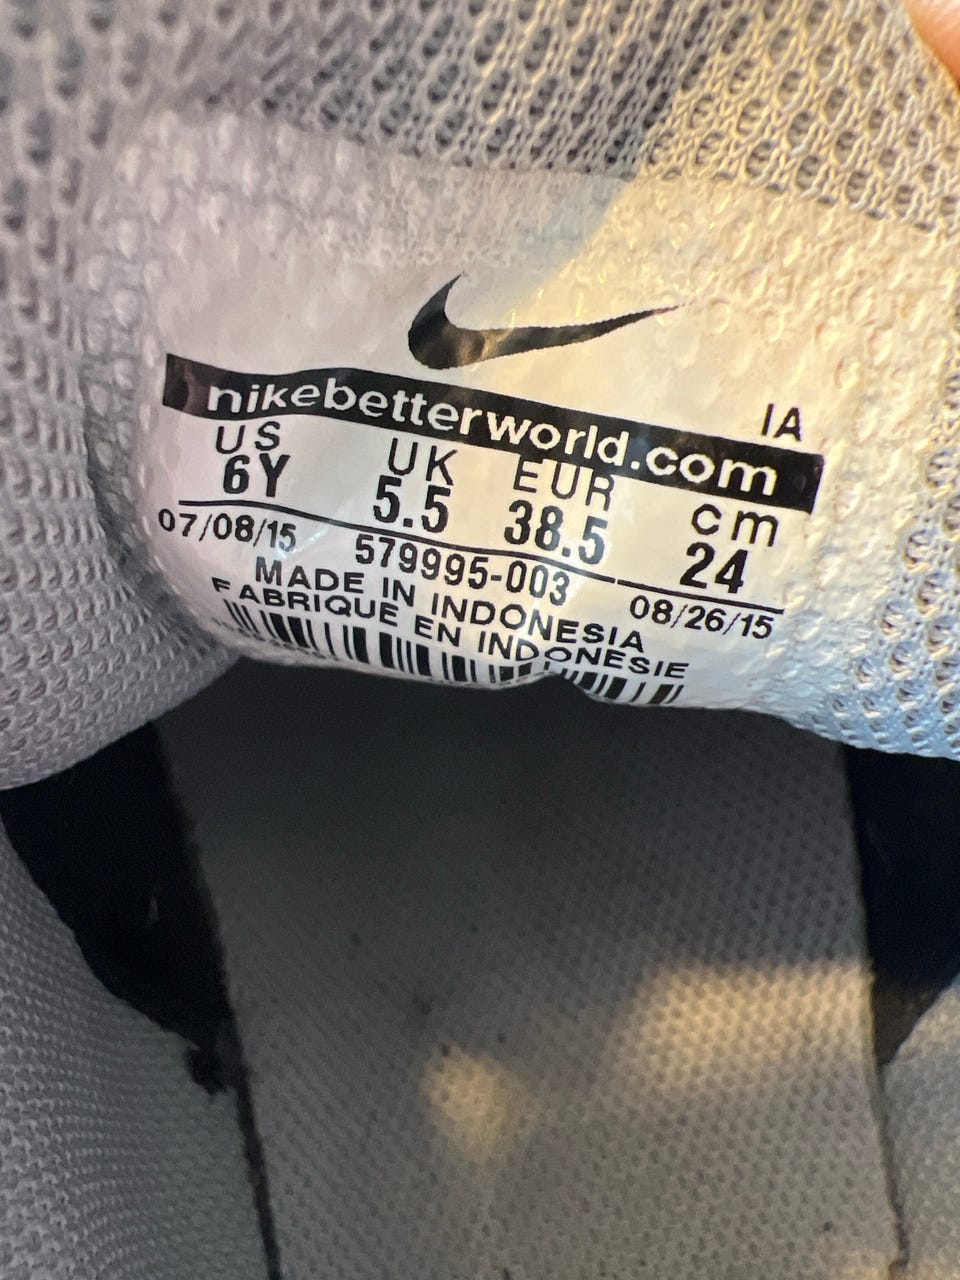 nikebetterworld.com
IA
US UK EUR cm
6Y 5.5 38.5 24
07/08/15 579995-003 08/26/15
MADE IN INDONESIA
FABRIQUE EN INDONESIE